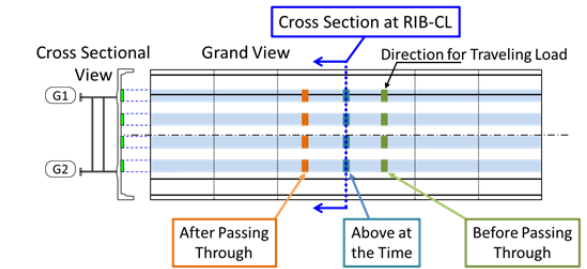 Cross Section at RIB-CL
Cross Sectional
View
Grand View
Direction for Traveling Load
G1
G2
After Passing
Through
Above at
the Time
Before Passing
Through